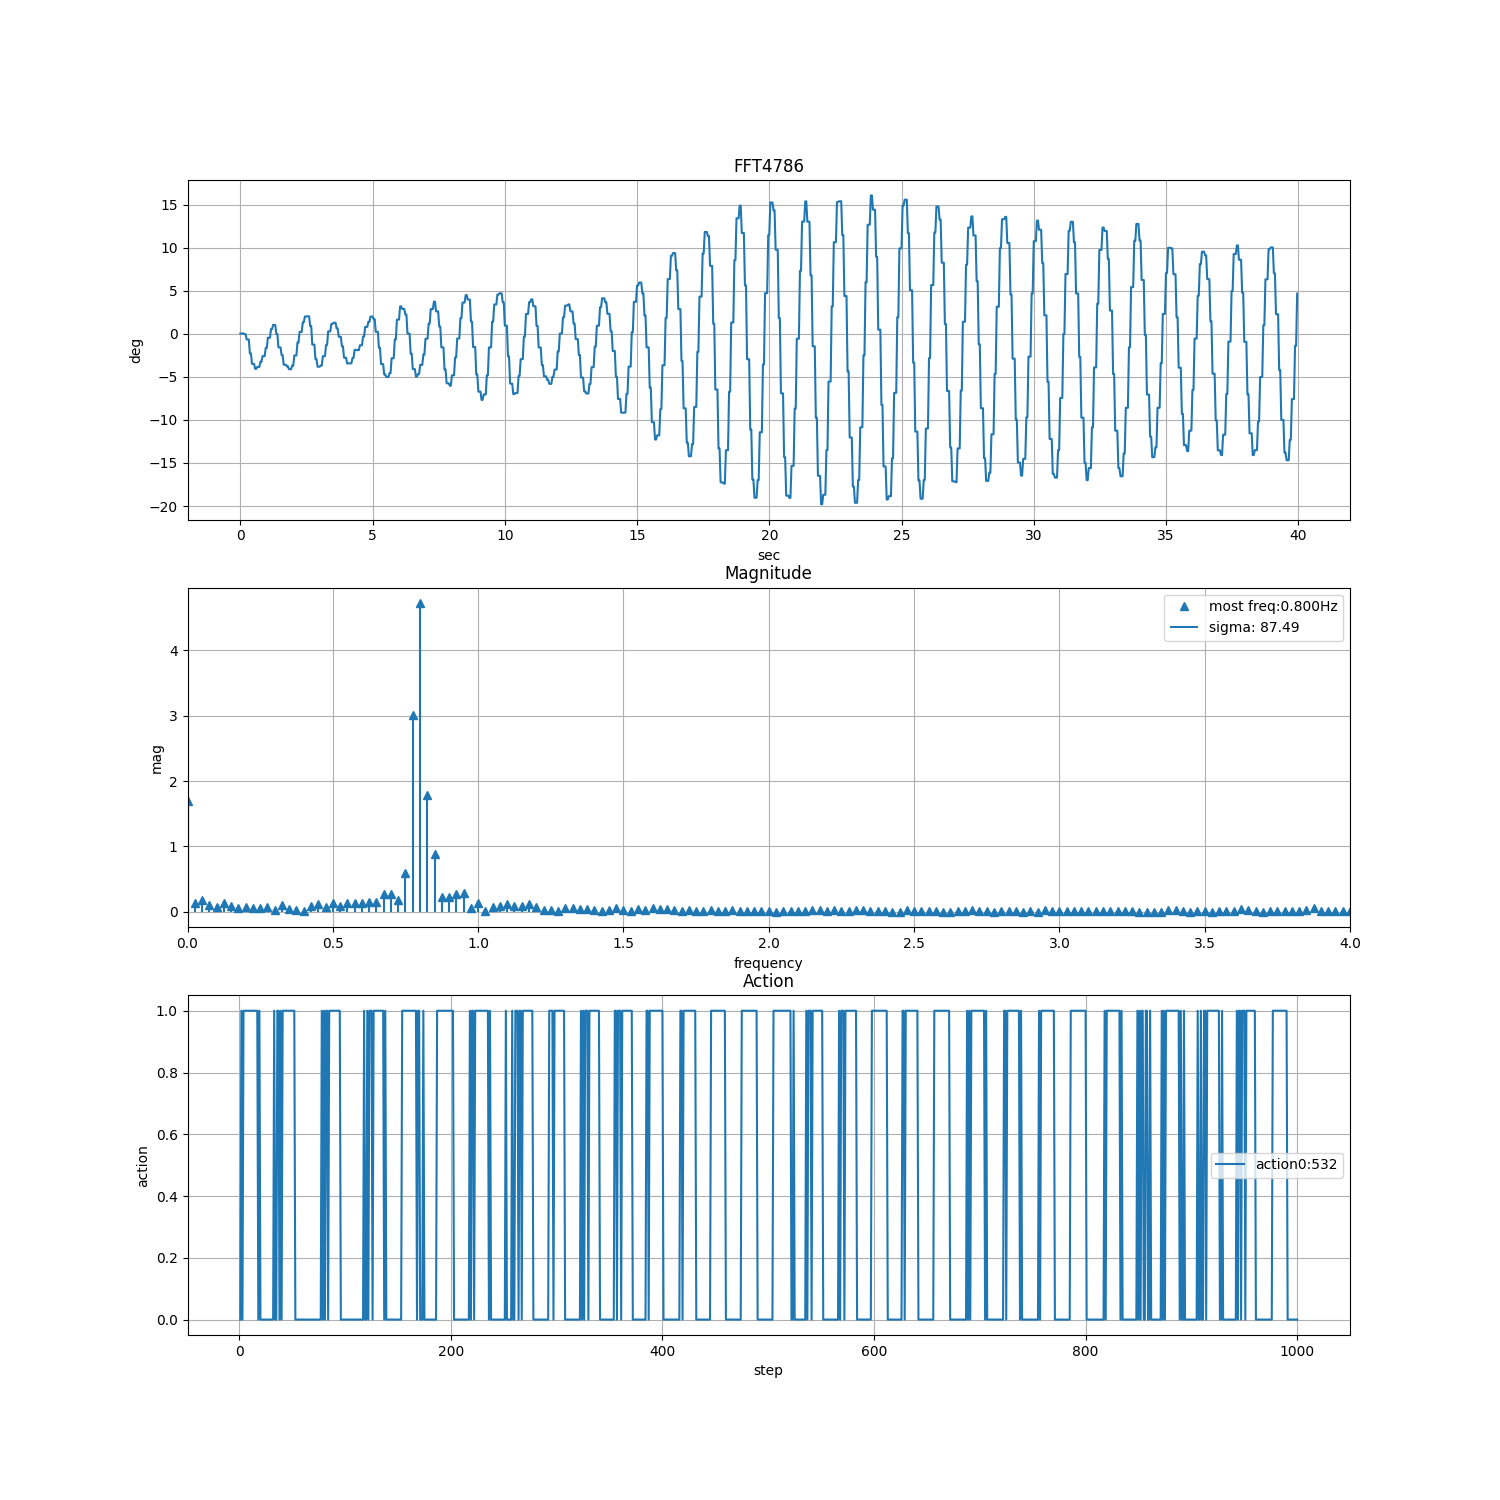 FFT4786
15
10
5
0
−5
−10
−15
−20
deg
0 5 10 15 20 25 30 35 40
sec
Magnitude
most freq:0.800Hz
sigma: 87.49
4
3
2
1
0
mag
0.0 0.5 1.0 1.5 2.0 2.5 3.0 3.5 4.0
frequency
Action
1.0
0.8
0.6
0.4
0.2
0.0
action
action0:532
0 200 400 600 800 1000
step